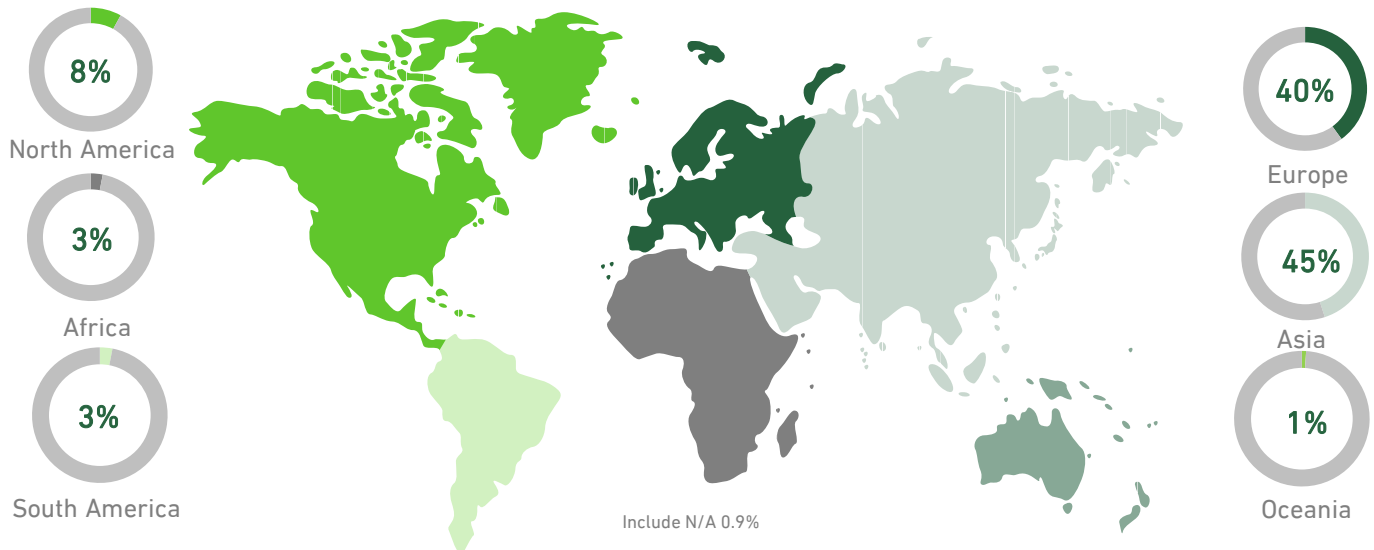 8%
North America
3%
Africa
3%
South America
Include N/A 0.9%
40%
Europe
45%
Asia
1%
Oceania